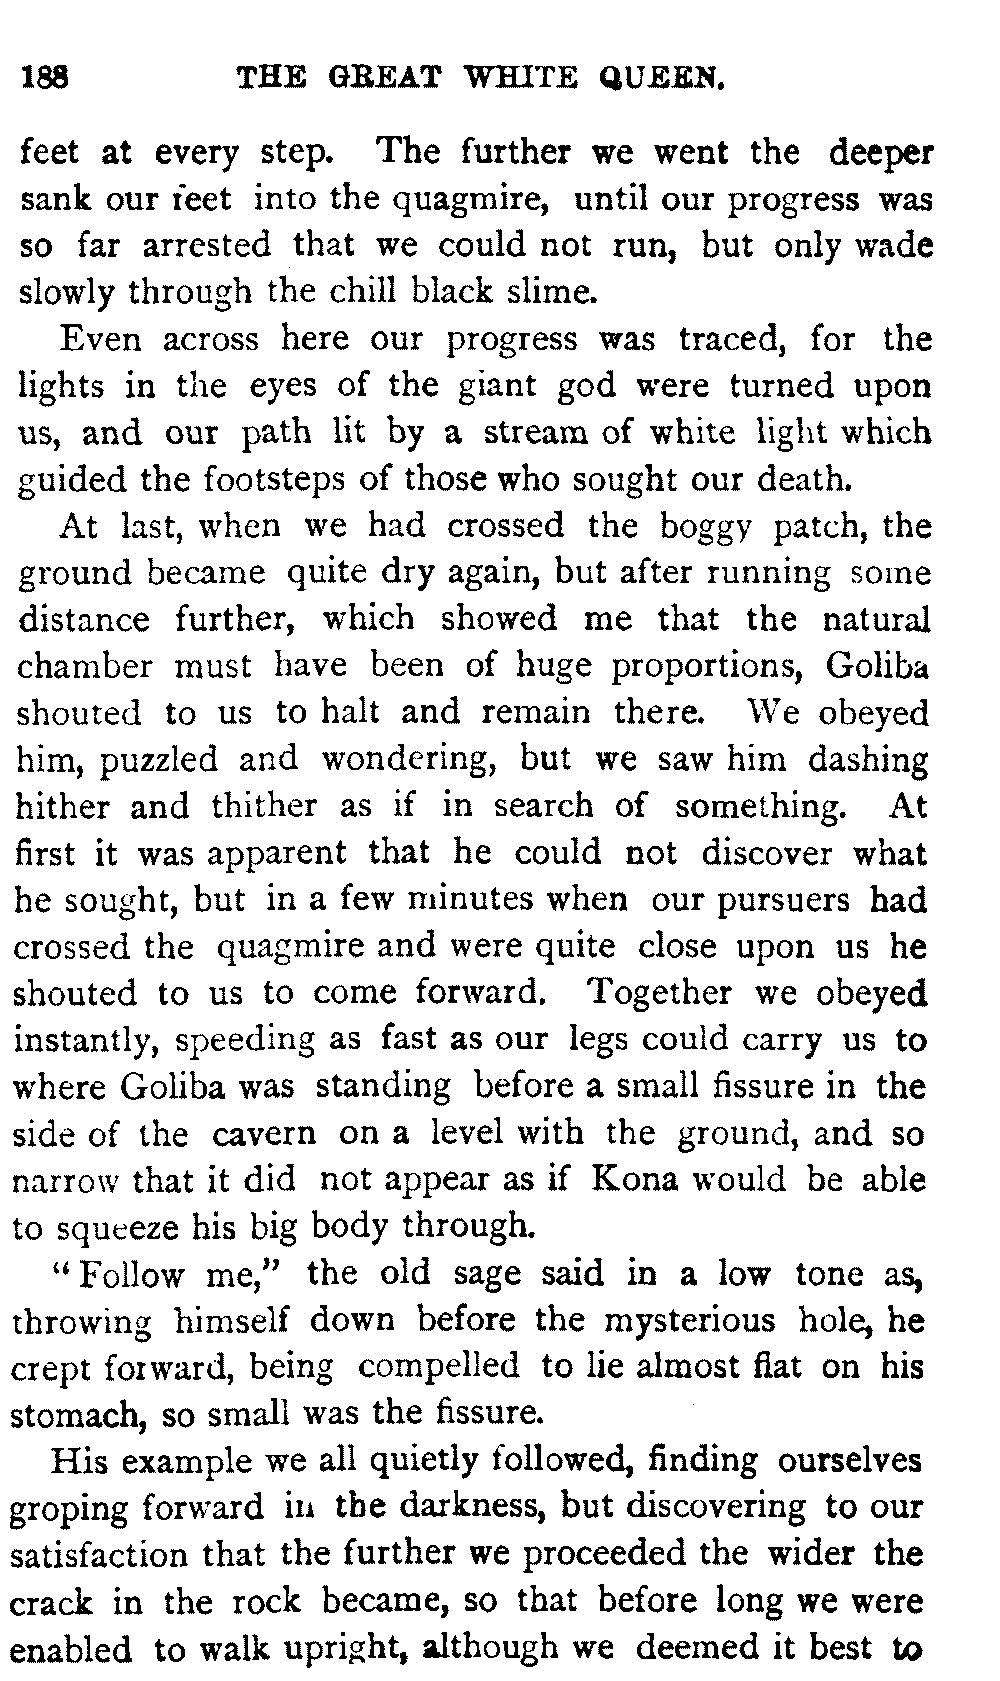 188 THE GREAT WHITE QUEEN.
feet at every step. The further we went the deeper
sank our feet into the quagmire, until our progress was
so far arrested that we could not run, but only wade
slowly through the chill black slime.
Even across here our progress was traced, for the
lights in the eyes of the giant god were turned upon
us, and our path lit by a stream of white light which
guided the footsteps of those who sought our death.
At last, when we had crossed the boggy patch, the
ground became quite dry again, but after running some
distance further, which showed me that the natural
chamber must have been of huge proportions, Goliba
shouted to us to halt and remain there. We obeyed
him, puzzled and wondering, but we saw him dashing
hither and thither as if in search of something. At
first it was apparent that he could not discover what
he sought, but in a few minutes when our pursuers had
crossed the quagmire and were quite close upon us he
shouted to us to come forward. Together we obeyed
instantly, speeding as fast as our legs could carry us to
where Goliba was standing before a small fissure in the
side of the cavern on a level with the ground, and so
narrow that it did not appear as if Kona would be able
to squeeze his big body through.
"Follow me," the old sage said in a low tone as,
throwing himself down before the mysterious hole, he
crept forward, being compelled to lie almost flat on his
stomach, so small was the fissure.
His example we all quietly followed, finding ourselves
groping forward in the darkness, but discovering to our
satisfaction that the further we proceeded the wider the
crack in the rock became, so that before long we were
enabled to walk upright, although we deemed it best to